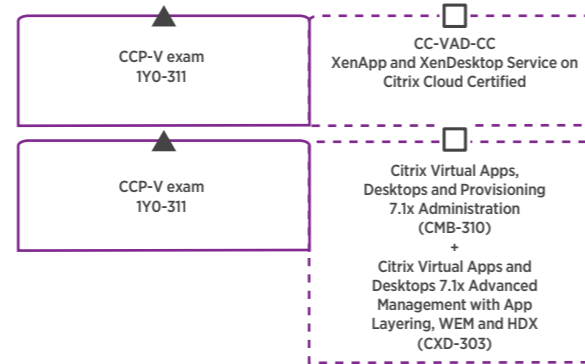 CCP-V exam
1Y0-311
CC-VAD-CC
XenApp and XenDesktop Service on
Citrix Cloud Certified
CCP-V exam
1Y0-311
Citrix Virtual Apps,
Desktops and Provisioning
7.1x Administration
(CMB-310)
+
Citrix Virtual Apps and
Desktops 7.1x Advanced
Management with App
Layering, WEM and HDX
(CXD-303)